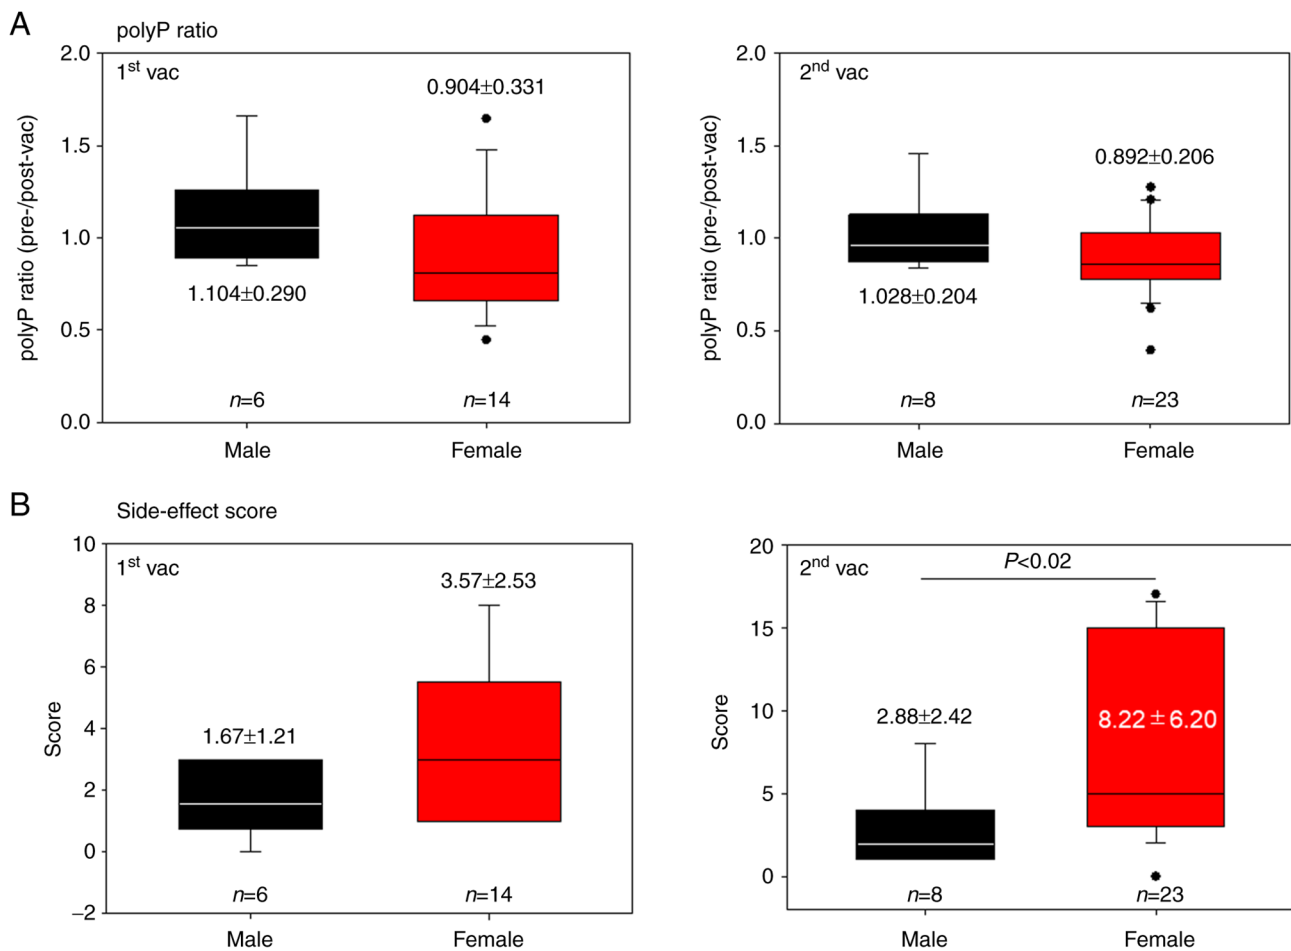 A
polyP ratio
1st vac
0.904±0.331
1.104±0.290
n=6
n=14
2.0
1.5
1.0
0.5
0.0
polyP ratio (pre-/post-vac)
Male
Female
2nd vac
0.892±0.206
1.028±0.204
n=8
n=23
2.0
1.5
1.0
0.5
0.0
polyP ratio (pre-/post-vac)
Male
Female
B
Side-effect score
1st vac
3.57±2.53
1.67±1.21
n=6
n=14
10
8
6
4
2
0
−2
Score
Male
Female
2nd vac
P<0.02
2.88±2.42
8.22±6.20
n=8
n=23
20
15
10
5
0
Score
Male
Female